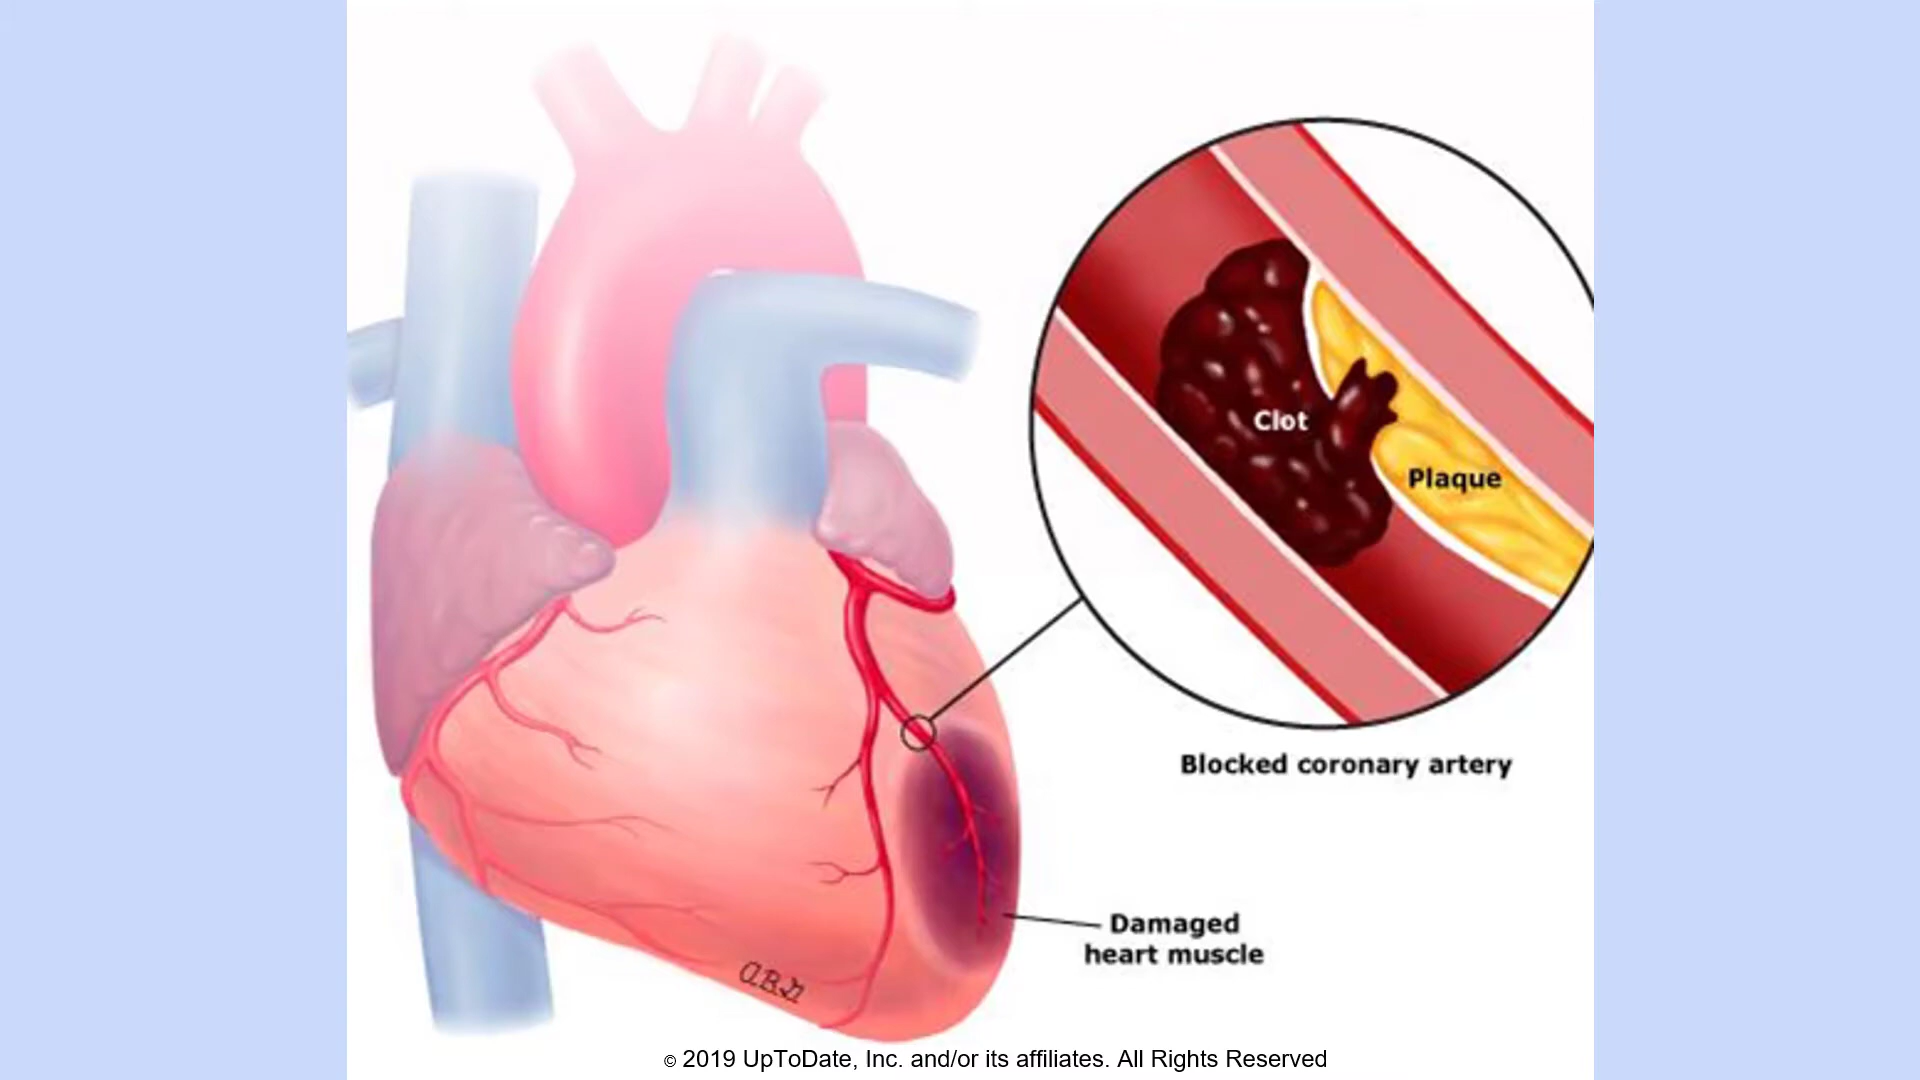 Clot
Plaque
Blocked coronary artery
Damaged
heart muscle
© 2019 UpToDate, Inc. and/or its affiliates. All Rights Reserved